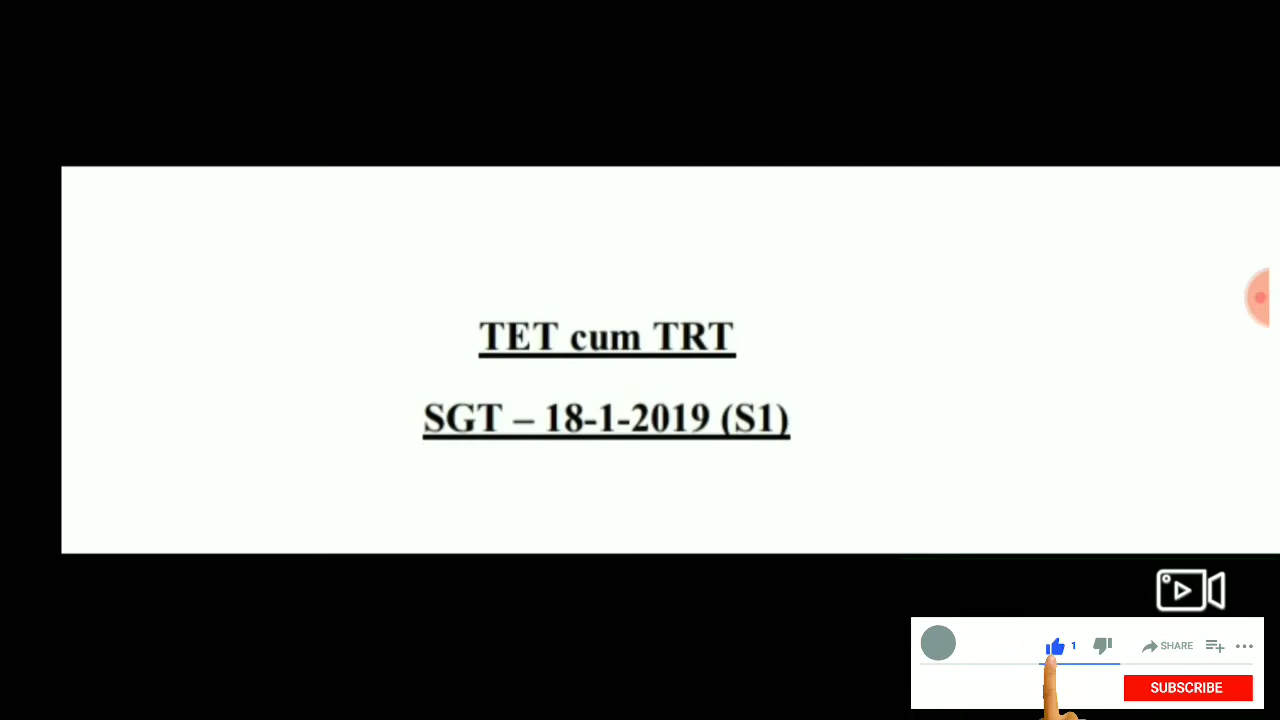 TET cum TRT
SGT – 18-1-2019 (S1)
1 SHARE
SUBSCRIBE